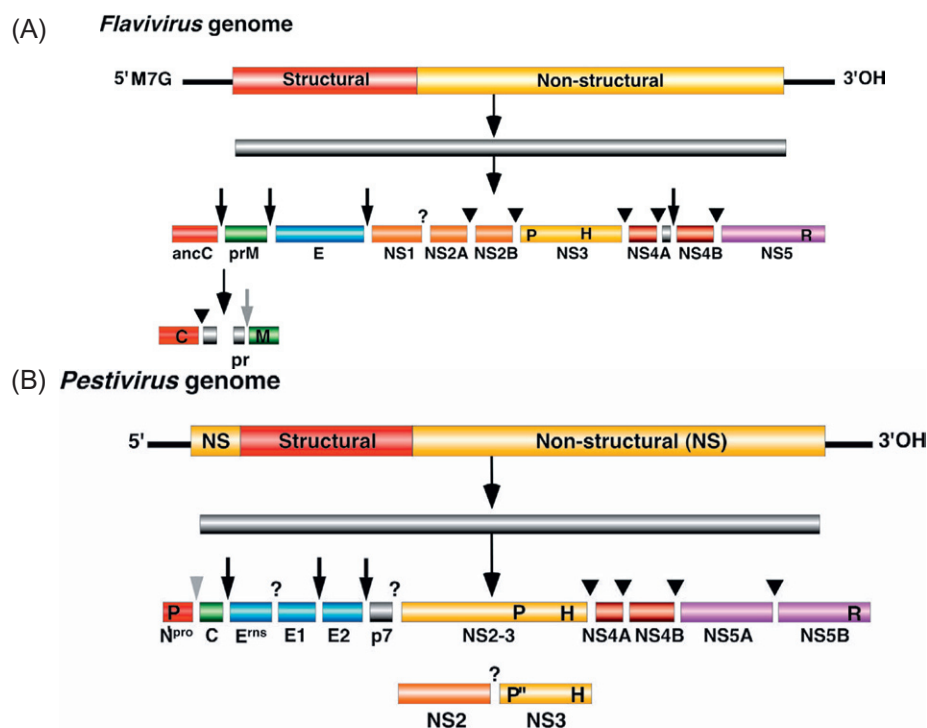 (A) Flavivirus genome
5' M7G Structural Non-structural 3'OH
?
P H R
ancC prM E NS1 NS2A NS2B NS3 NS4A NS4B NS5
C M
pr
(B) Pestivirus genome
5' NS Structural Non-structural (NS) 3'OH
? ?
P P H R
Npro C Erns E1 E2 p7 NS2-3 NS4A NS4B NS5A NS5B
?
P" H
NS2 NS3